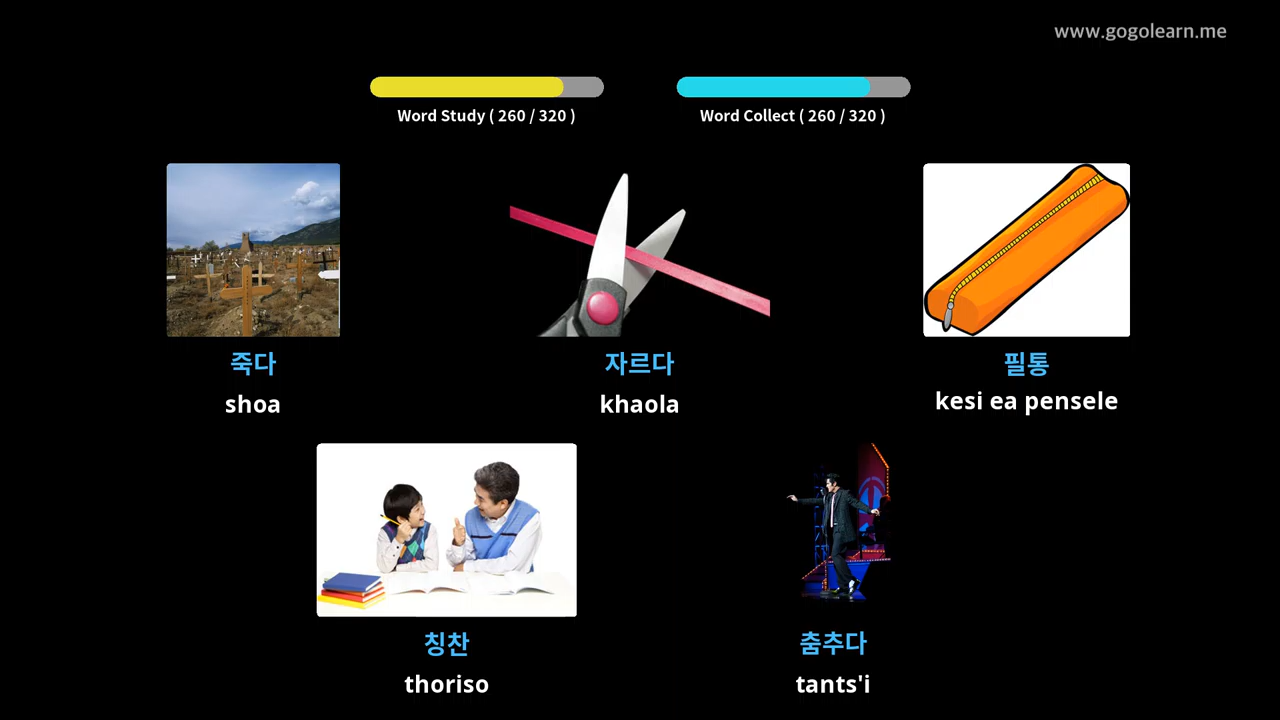 www.gogolearn.me
Word Study ( 260 / 320 )
Word Collect ( 260 / 320 )
죽다
shoa
자르다
khaola
필통
kesi ea pensele
칭찬
thoriso
춤추다
tants'i